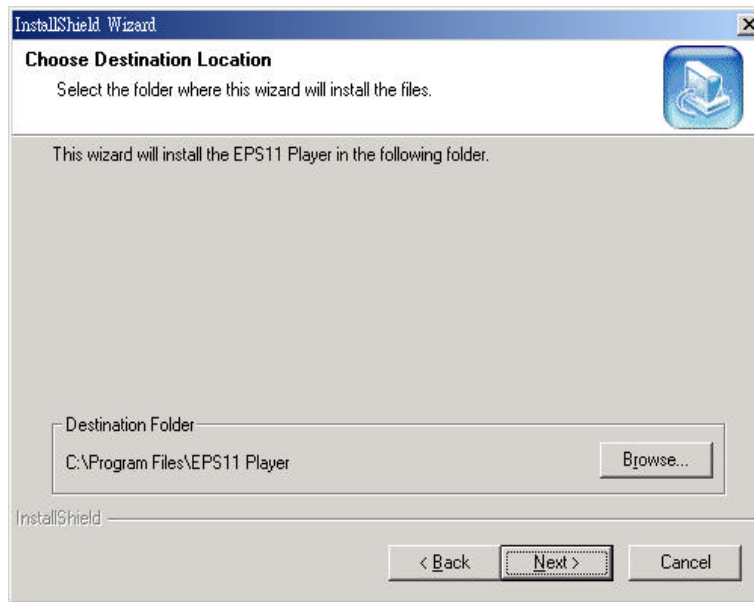 InstallShield Wizard
Choose Destination Location
Select the folder where this wizard will install the files.
This wizard will install the EPS11 Player in the following folder.
Destination Folder
C:\Program Files\EPS11 Player
Browse...
InstallShield
< Back
Next >
Cancel